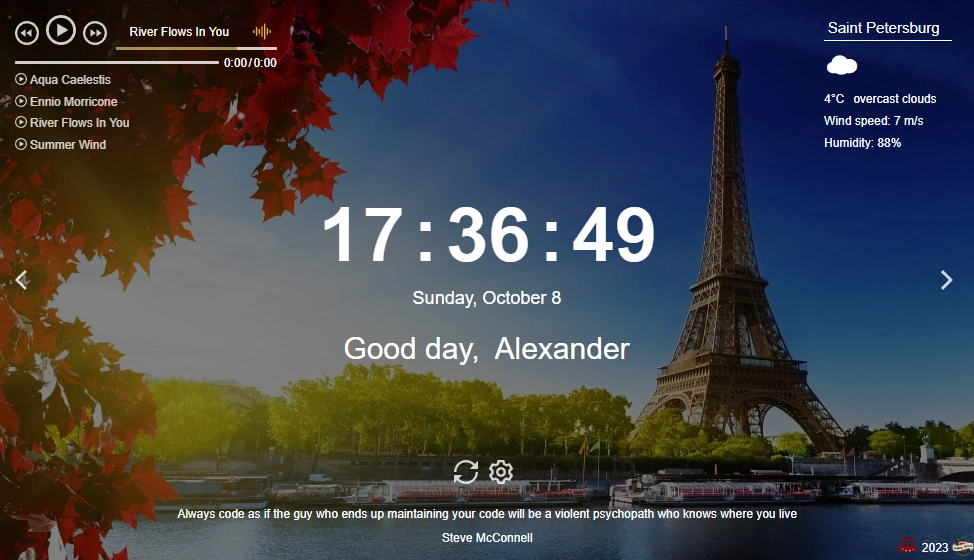 River Flows In You
0:00/0:00
Aqua Caelestis
Ennio Morricone
River Flows In You
Summer Wind
Saint Petersburg
4°C overcast clouds
Wind speed: 7 m/s
Humidity: 88%
17:36:49
Sunday, October 8
Good day, Alexander
Always code as if the guy who ends up maintaining your code will be a violent psychopath who knows where you live
Steve McConnell
2023